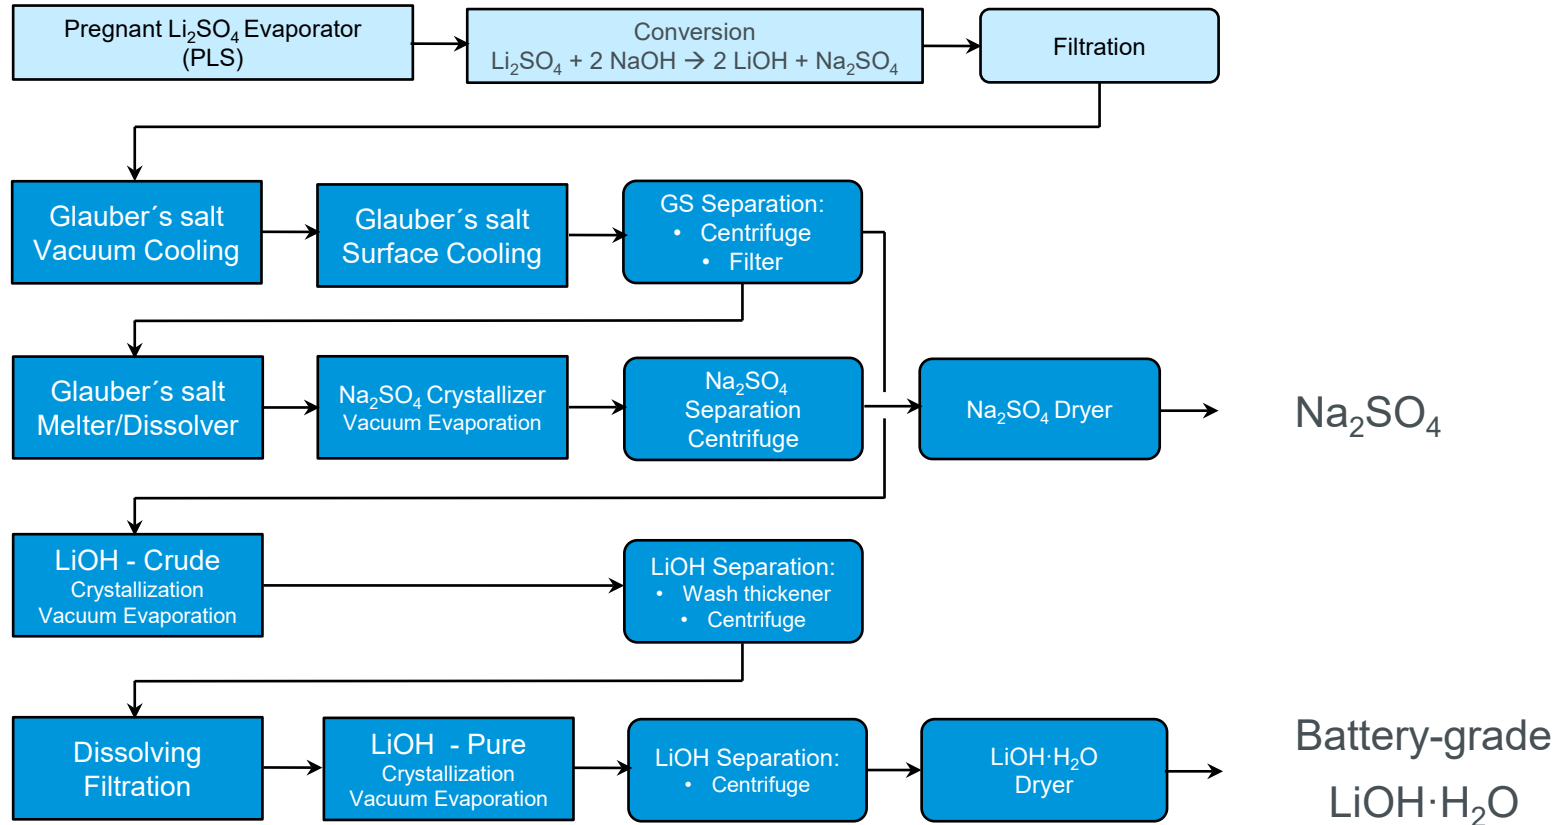 Pregnant Li₂SO₄ Evaporator
(PLS)
Conversion
Li₂SO₄ + 2 NaOH → 2 LiOH + Na₂SO₄
Filtration
Glauber´s salt
Vacuum Cooling
Glauber´s salt
Surface Cooling
GS Separation:
• Centrifuge
• Filter
Glauber´s salt
Melter/Dissolver
Na₂SO₄ Crystallizer
Vacuum Evaporation
Na₂SO₄
Separation
Centrifuge
Na₂SO₄ Dryer
Na₂SO₄
LiOH - Crude
Crystallization
Vacuum Evaporation
LiOH Separation:
• Wash thickener
• Centrifuge
Dissolving
Filtration
LiOH - Pure
Crystallization
Vacuum Evaporation
LiOH Separation:
• Centrifuge
LiOH·H₂O
Dryer
Battery-grade
LiOH·H₂O